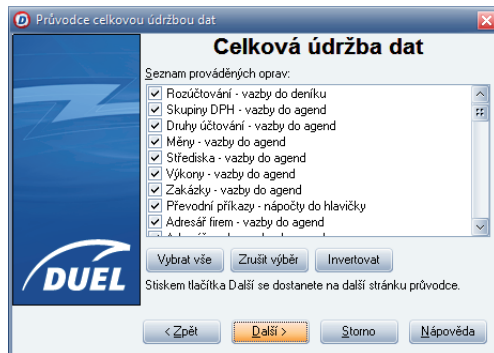 Průvodce celkovou údržbou dat
Celková údržba dat
Seznam prováděných oprav:
Rozúčtování - vazby do deníku
Skupiny DPH - vazby do agend
Druhy účtování - vazby do agend
Měny - vazby do agend
Střediska - vazby do agend
Výkony - vazby do agend
Zakázky - vazby do agend
Převodní příkazy - nápočty do hlavičky
Adresář firem - vazby do agend
Vybrat vše Zrušit výběr Invertovat
DUEL
Stiskem tlačítka Další se dostanete na další stránku průvodce.
< Zpět Další > Storno Nápověda